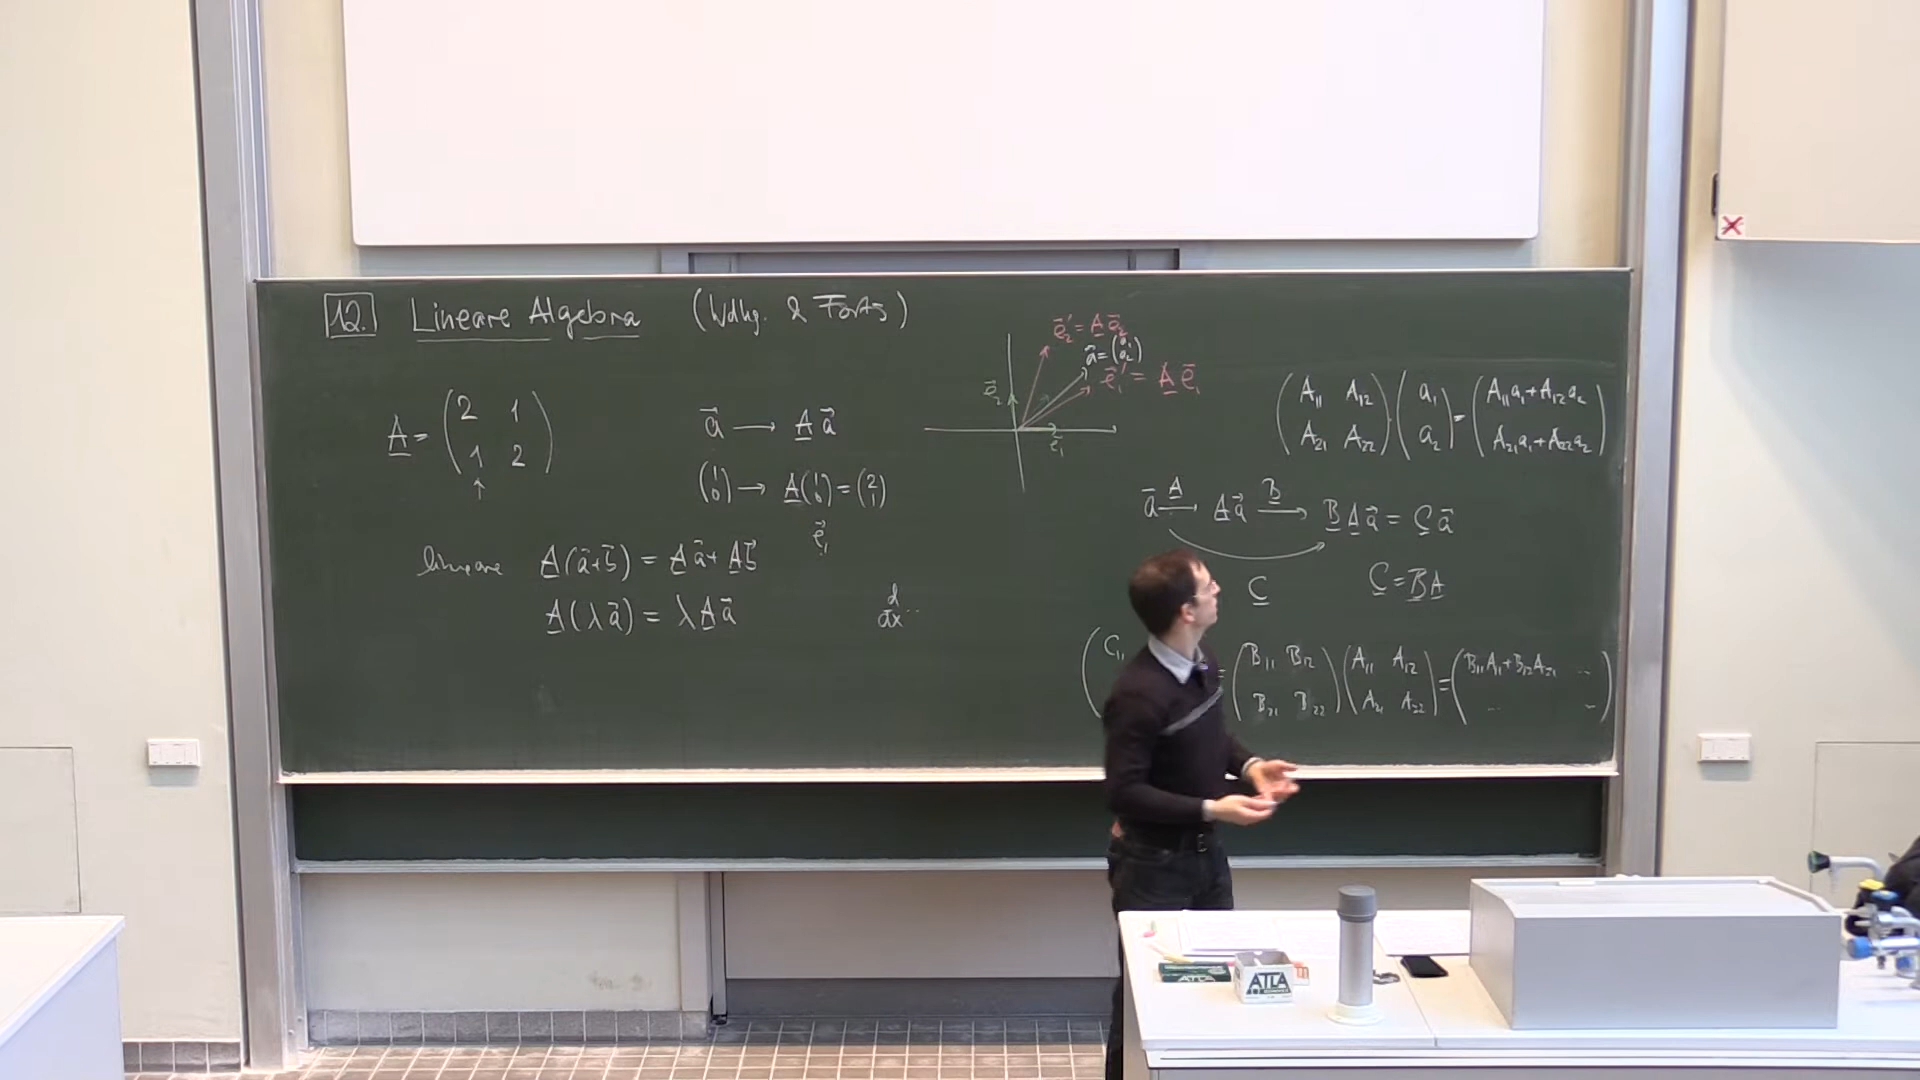 12. Lineare Algebra (Wdhg. & Forts)
A = ( 2 1
1 2 )
↑
a⃗ → A a⃗
(1 0) → A (1 0) = (2 1)
e⃗₁
lineare A(a⃗+b⃗) = A a⃗ + A b⃗
A(λ a⃗) = λ A a⃗
d/dx ..
e⃗₂' = A e⃗₂
a⃗ = (a₁ a₂)
e⃗₁' = A e⃗₁
e⃗₂
e⃗₁
( A₁₁ A₁₂ ) · ( a₁ ) = ( A₁₁a₁+A₁₂a₂ )
( A₂₁ A₂₂ ) ( a₂ ) ( A₂₁a₁+A₂₂a₂ )
a⃗ —A→ A a⃗ —B→ B A a⃗ = C a⃗
C
C = B A
( C₁₁ = ( B₁₁ B₁₂ ) ( A₁₁ A₁₂ ) = ( B₁₁A₁₁+B₁₂A₂₁ ...
( B₂₁ B₂₂ ) ( A₂₁ A₂₂ ) ... ... )
ATLA
ATLA